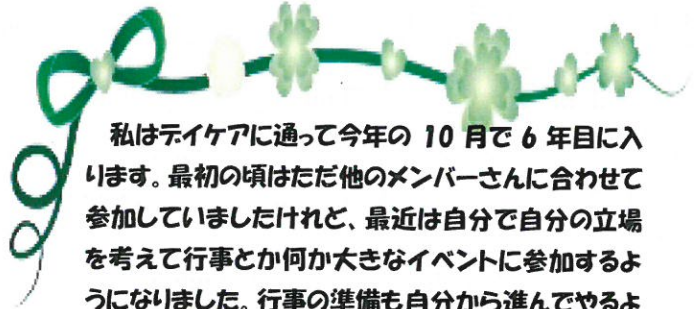 私はデイケアに通って今年の 10 月で 6 年目に入
ります。最初の頃はただ他のメンバーさんに合わせて
参加していましたけれど、最近は自分で自分の立場
を考えて行事とか何か大きなイベントに参加するよ
うになりました。行事の準備も自分から進んでやるよ